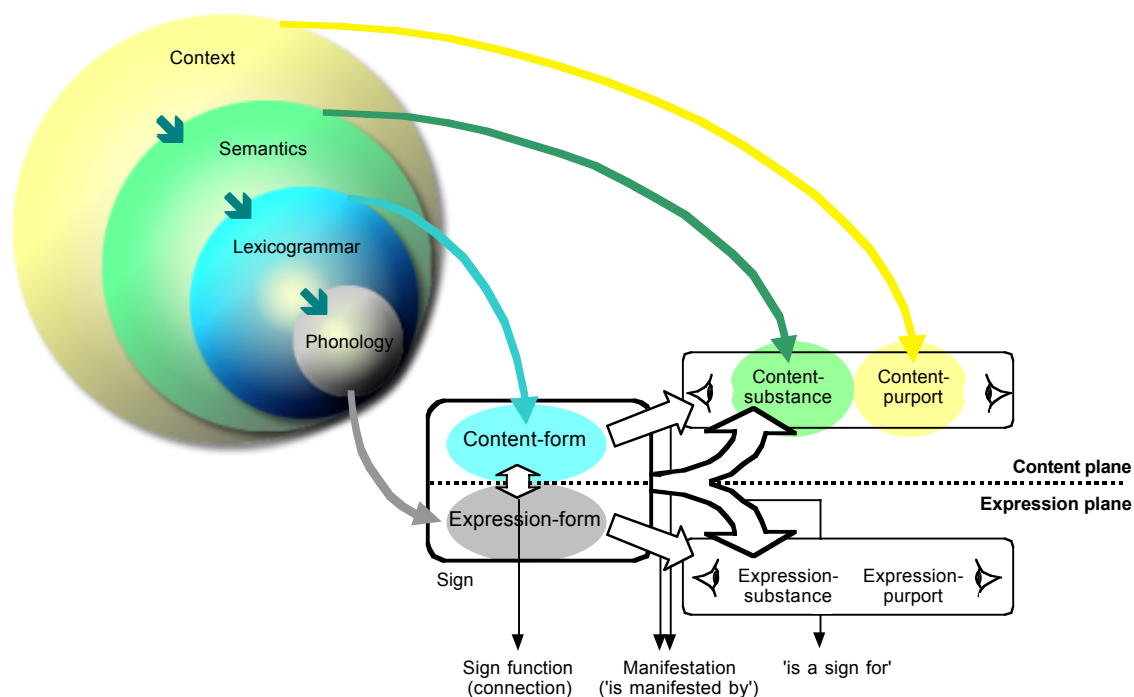 Context
Semantics
Lexicogrammar
Phonology
Content-form
Expression-form
Sign
Content-
substance
Content-
purport
Content plane
Expression plane
Expression-
substance
Expression-
purport
Sign function
(connection)
Manifestation
('is manifested by')
'is a sign for'